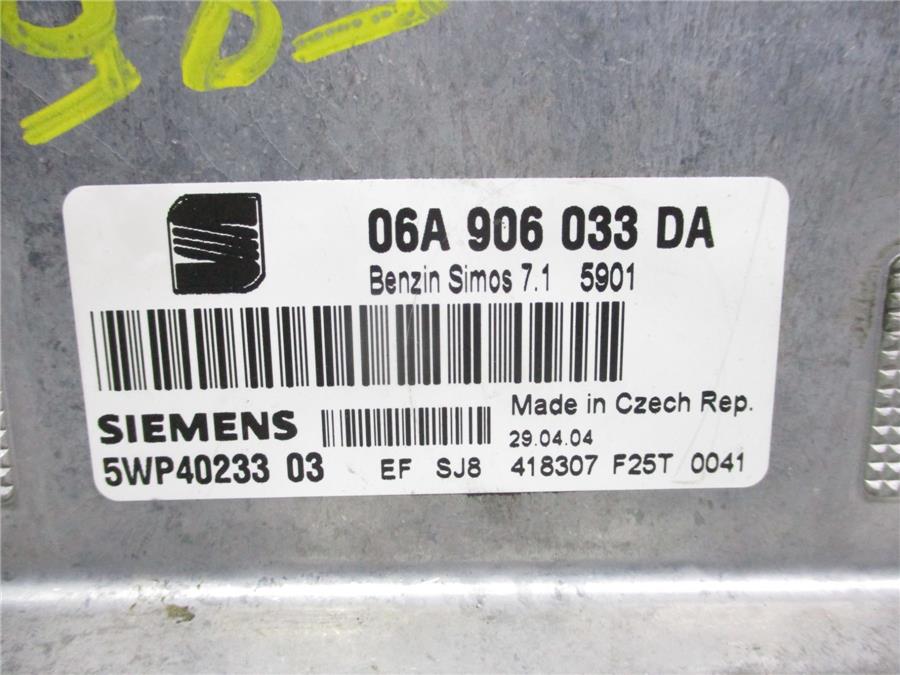 06A 906 033 DA
Benzin Simos 7.1 5901
SIEMENS
Made in Czech Rep.
29.04.04
5WP40233 03 EF SJ8 418307 F25T 0041